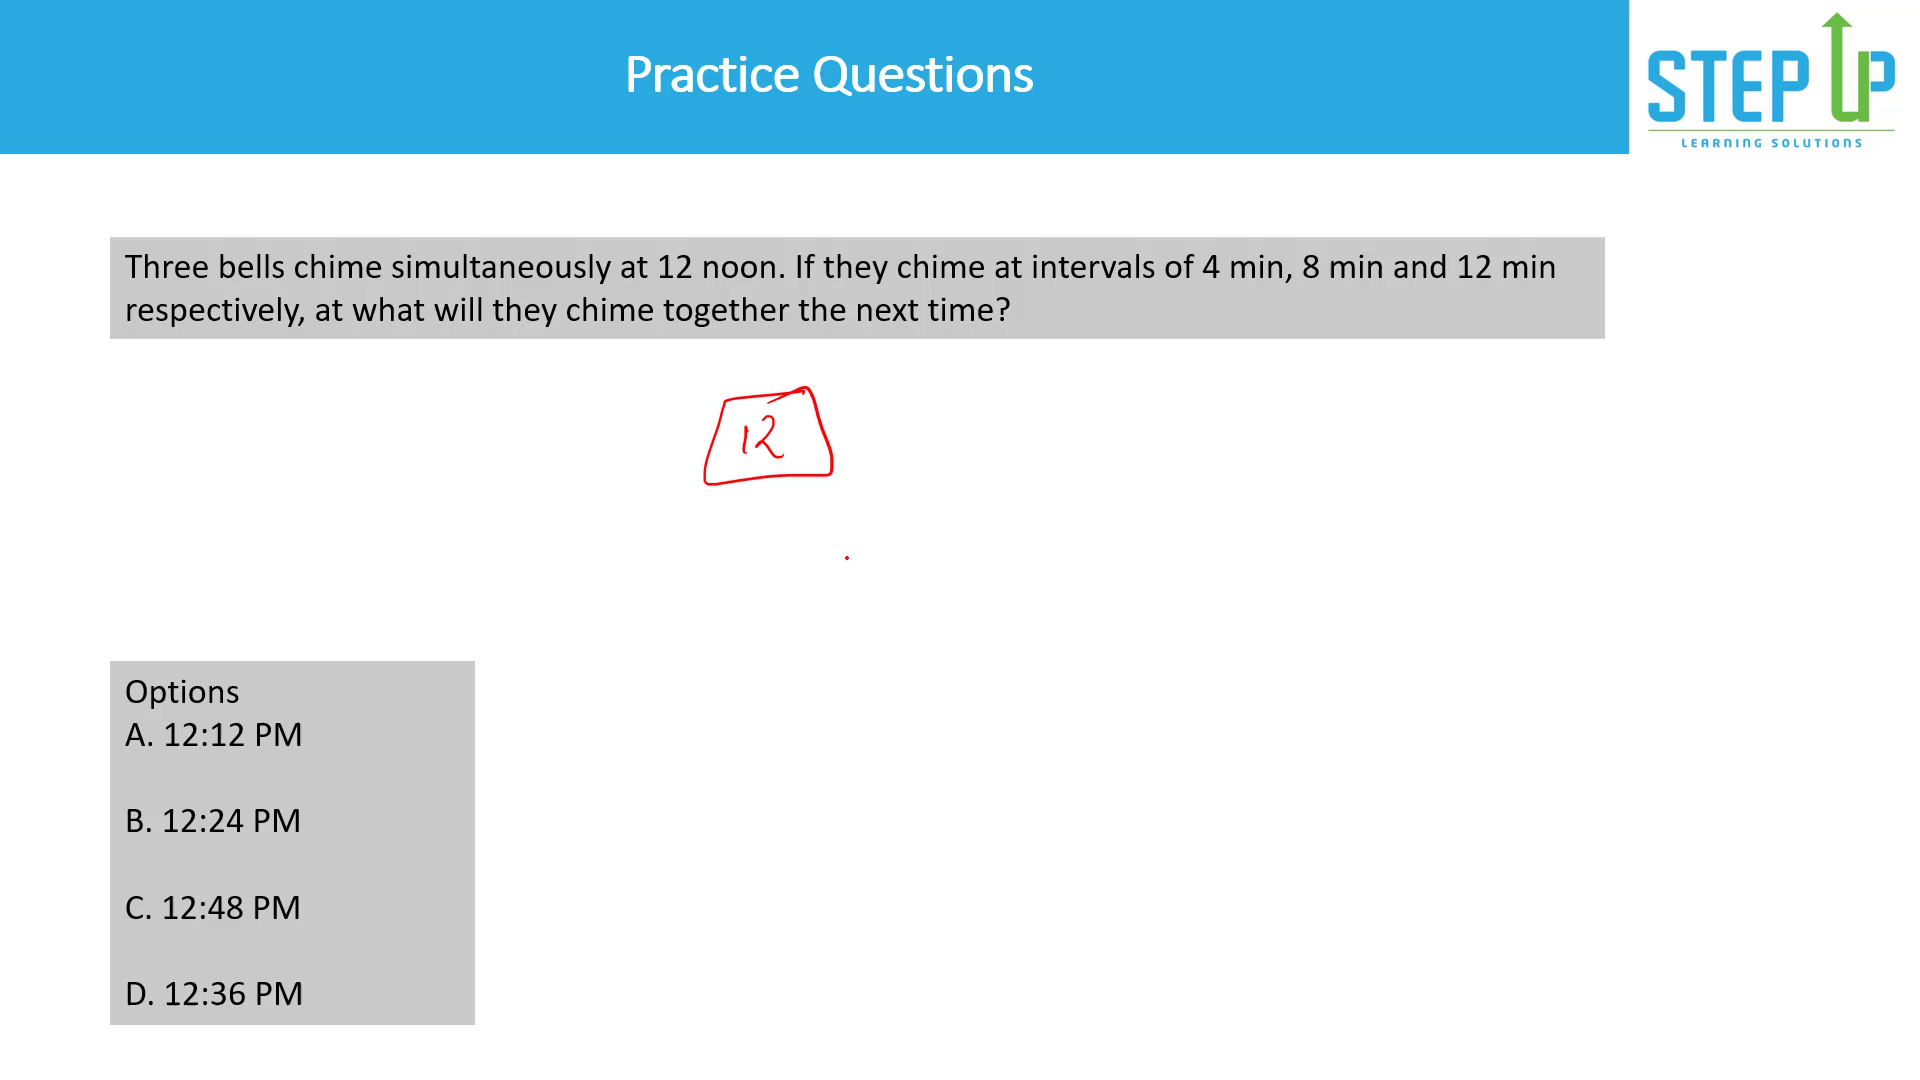 Practice Questions
STEP UP
LEARNING SOLUTIONS
Three bells chime simultaneously at 12 noon. If they chime at intervals of 4 min, 8 min and 12 min
respectively, at what will they chime together the next time?
12
Options
A. 12:12 PM
B. 12:24 PM
C. 12:48 PM
D. 12:36 PM